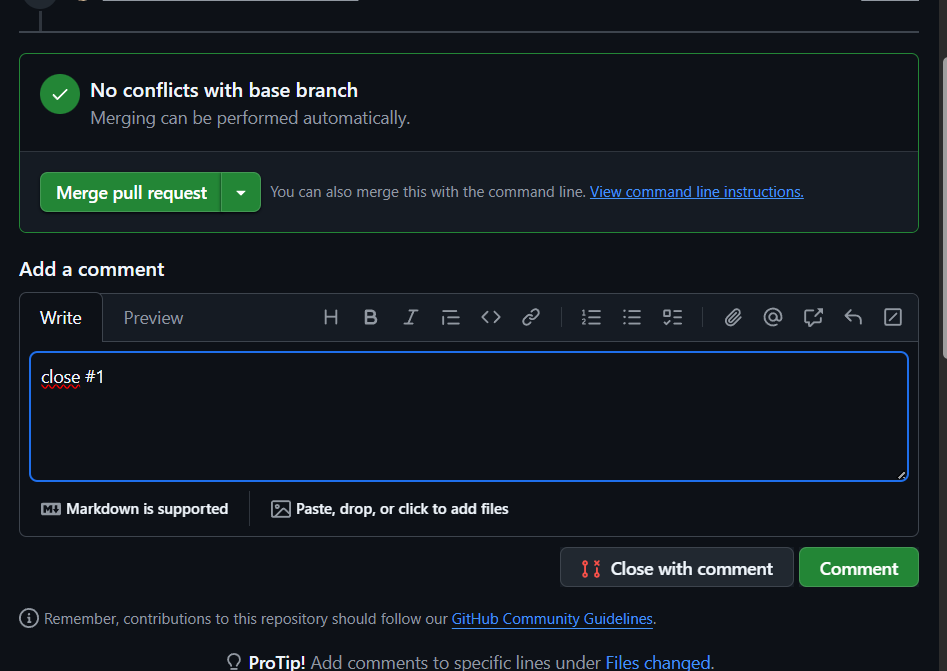 No conflicts with base branch
Merging can be performed automatically.
Merge pull request
You can also merge this with the command line. View command line instructions.
Add a comment
Write
Preview
close #1
Markdown is supported
Paste, drop, or click to add files
Close with comment
Comment
Remember, contributions to this repository should follow our GitHub Community Guidelines.
ProTip! Add comments to specific lines under Files changed.